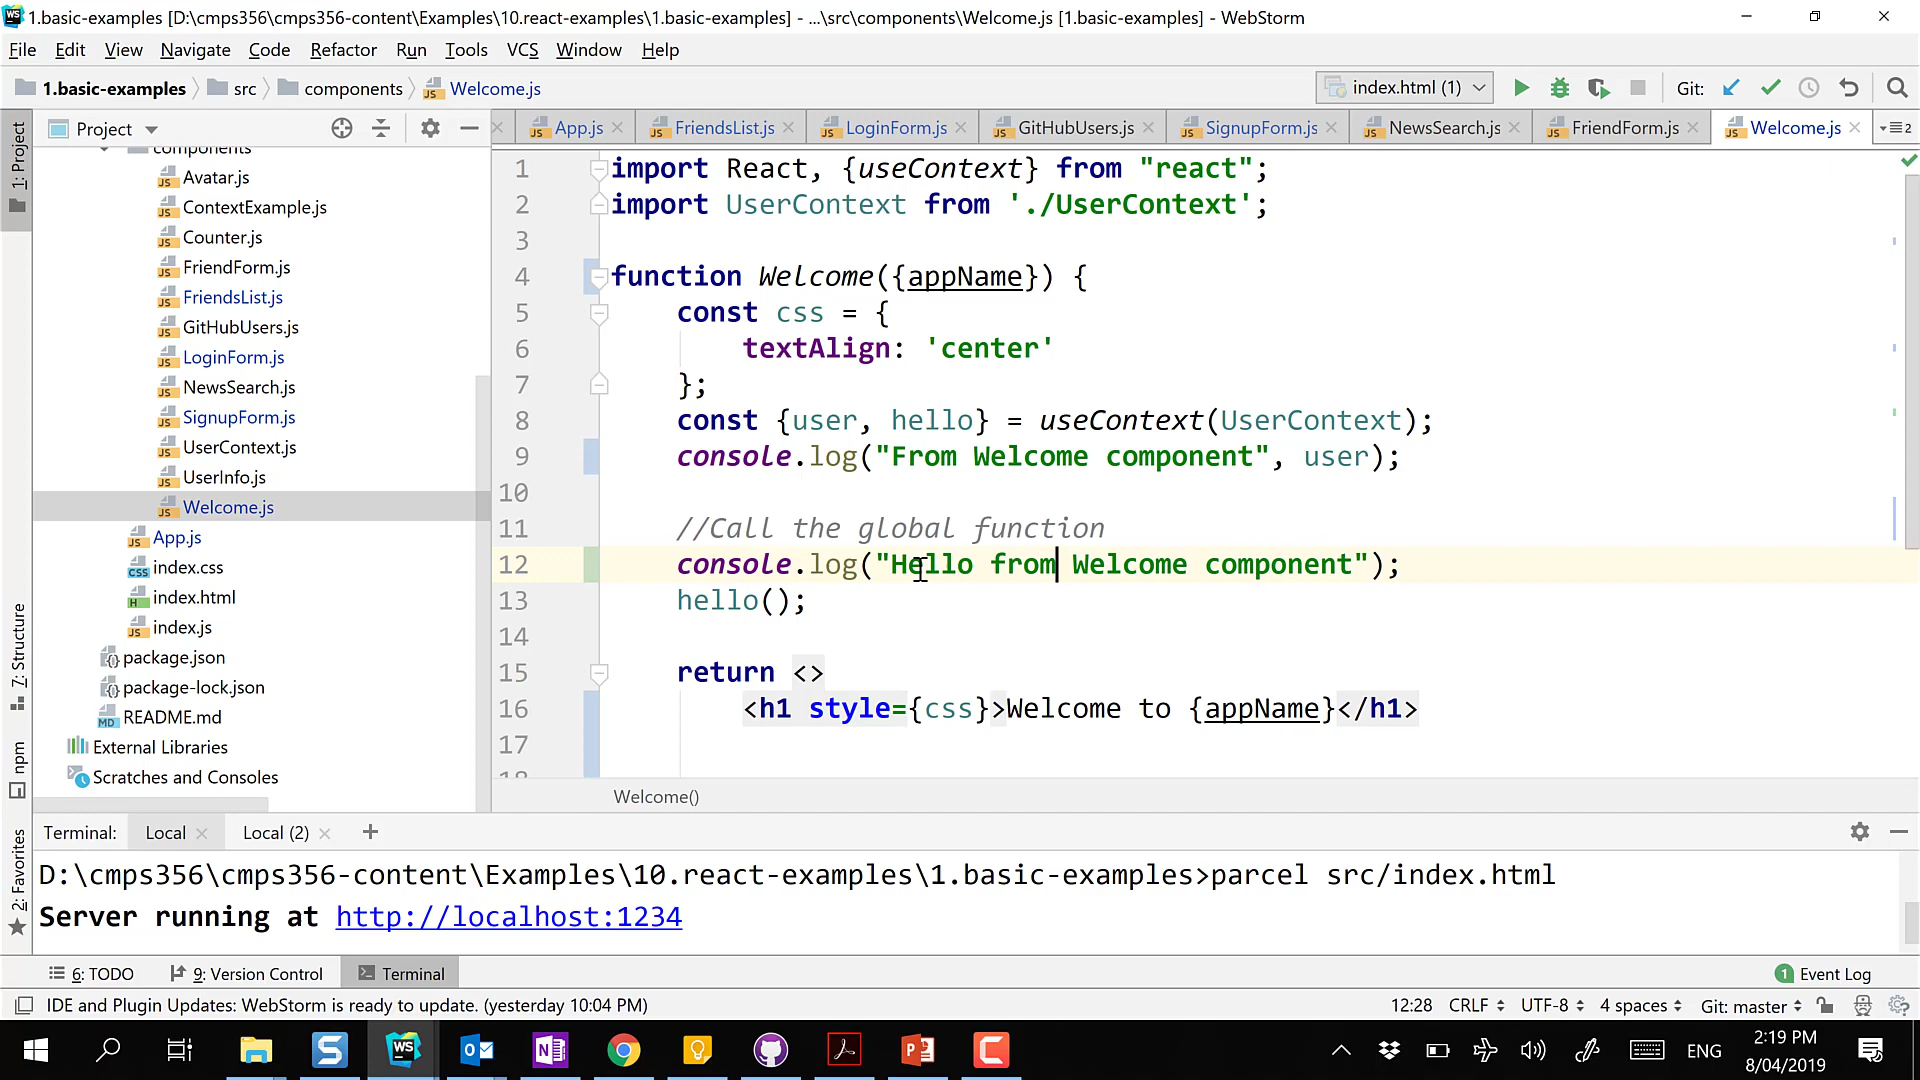 1.basic-examples [D:\cmps356\cmps356-content\Examples\10.react-examples\1.basic-examples] - ...\src\components\Welcome.js [1.basic-examples] - WebStorm
File Edit View Navigate Code Refactor Run Tools VCS Window Help
1.basic-examples src components Welcome.js index.html (1) Git:
1: Project
Project
App.js FriendsList.js LoginForm.js GitHubUsers.js SignupForm.js NewsSearch.js FriendForm.js Welcome.js 2
components
Avatar.js
ContextExample.js
Counter.js
FriendForm.js
FriendsList.js
GitHubUsers.js
LoginForm.js
NewsSearch.js
SignupForm.js
UserContext.js
UserInfo.js
Welcome.js
App.js
index.css
index.html
index.js
package.json
package-lock.json
README.md
External Libraries
Scratches and Consoles
7: Structure
npm
2: Favorites
1 import React, {useContext} from "react";
2 import UserContext from './UserContext';
3
4 function Welcome({appName}) {
5 const css = {
6 textAlign: 'center'
7 };
8 const {user, hello} = useContext(UserContext);
9 console.log("From Welcome component", user);
10
11 //Call the global function
12 console.log("Hello from Welcome component");
13 hello();
14
15 return <>
16 <h1 style={css}>Welcome to {appName}</h1>
17
18
Welcome()
Terminal: Local Local (2) +
D:\cmps356\cmps356-content\Examples\10.react-examples\1.basic-examples>parcel src/index.html
Server running at http://localhost:1234
6: TODO 9: Version Control Terminal 1 Event Log
IDE and Plugin Updates: WebStorm is ready to update. (yesterday 10:04 PM) 12:28 CRLF UTF-8 4 spaces Git: master
ENG 2:19 PM
8/04/2019